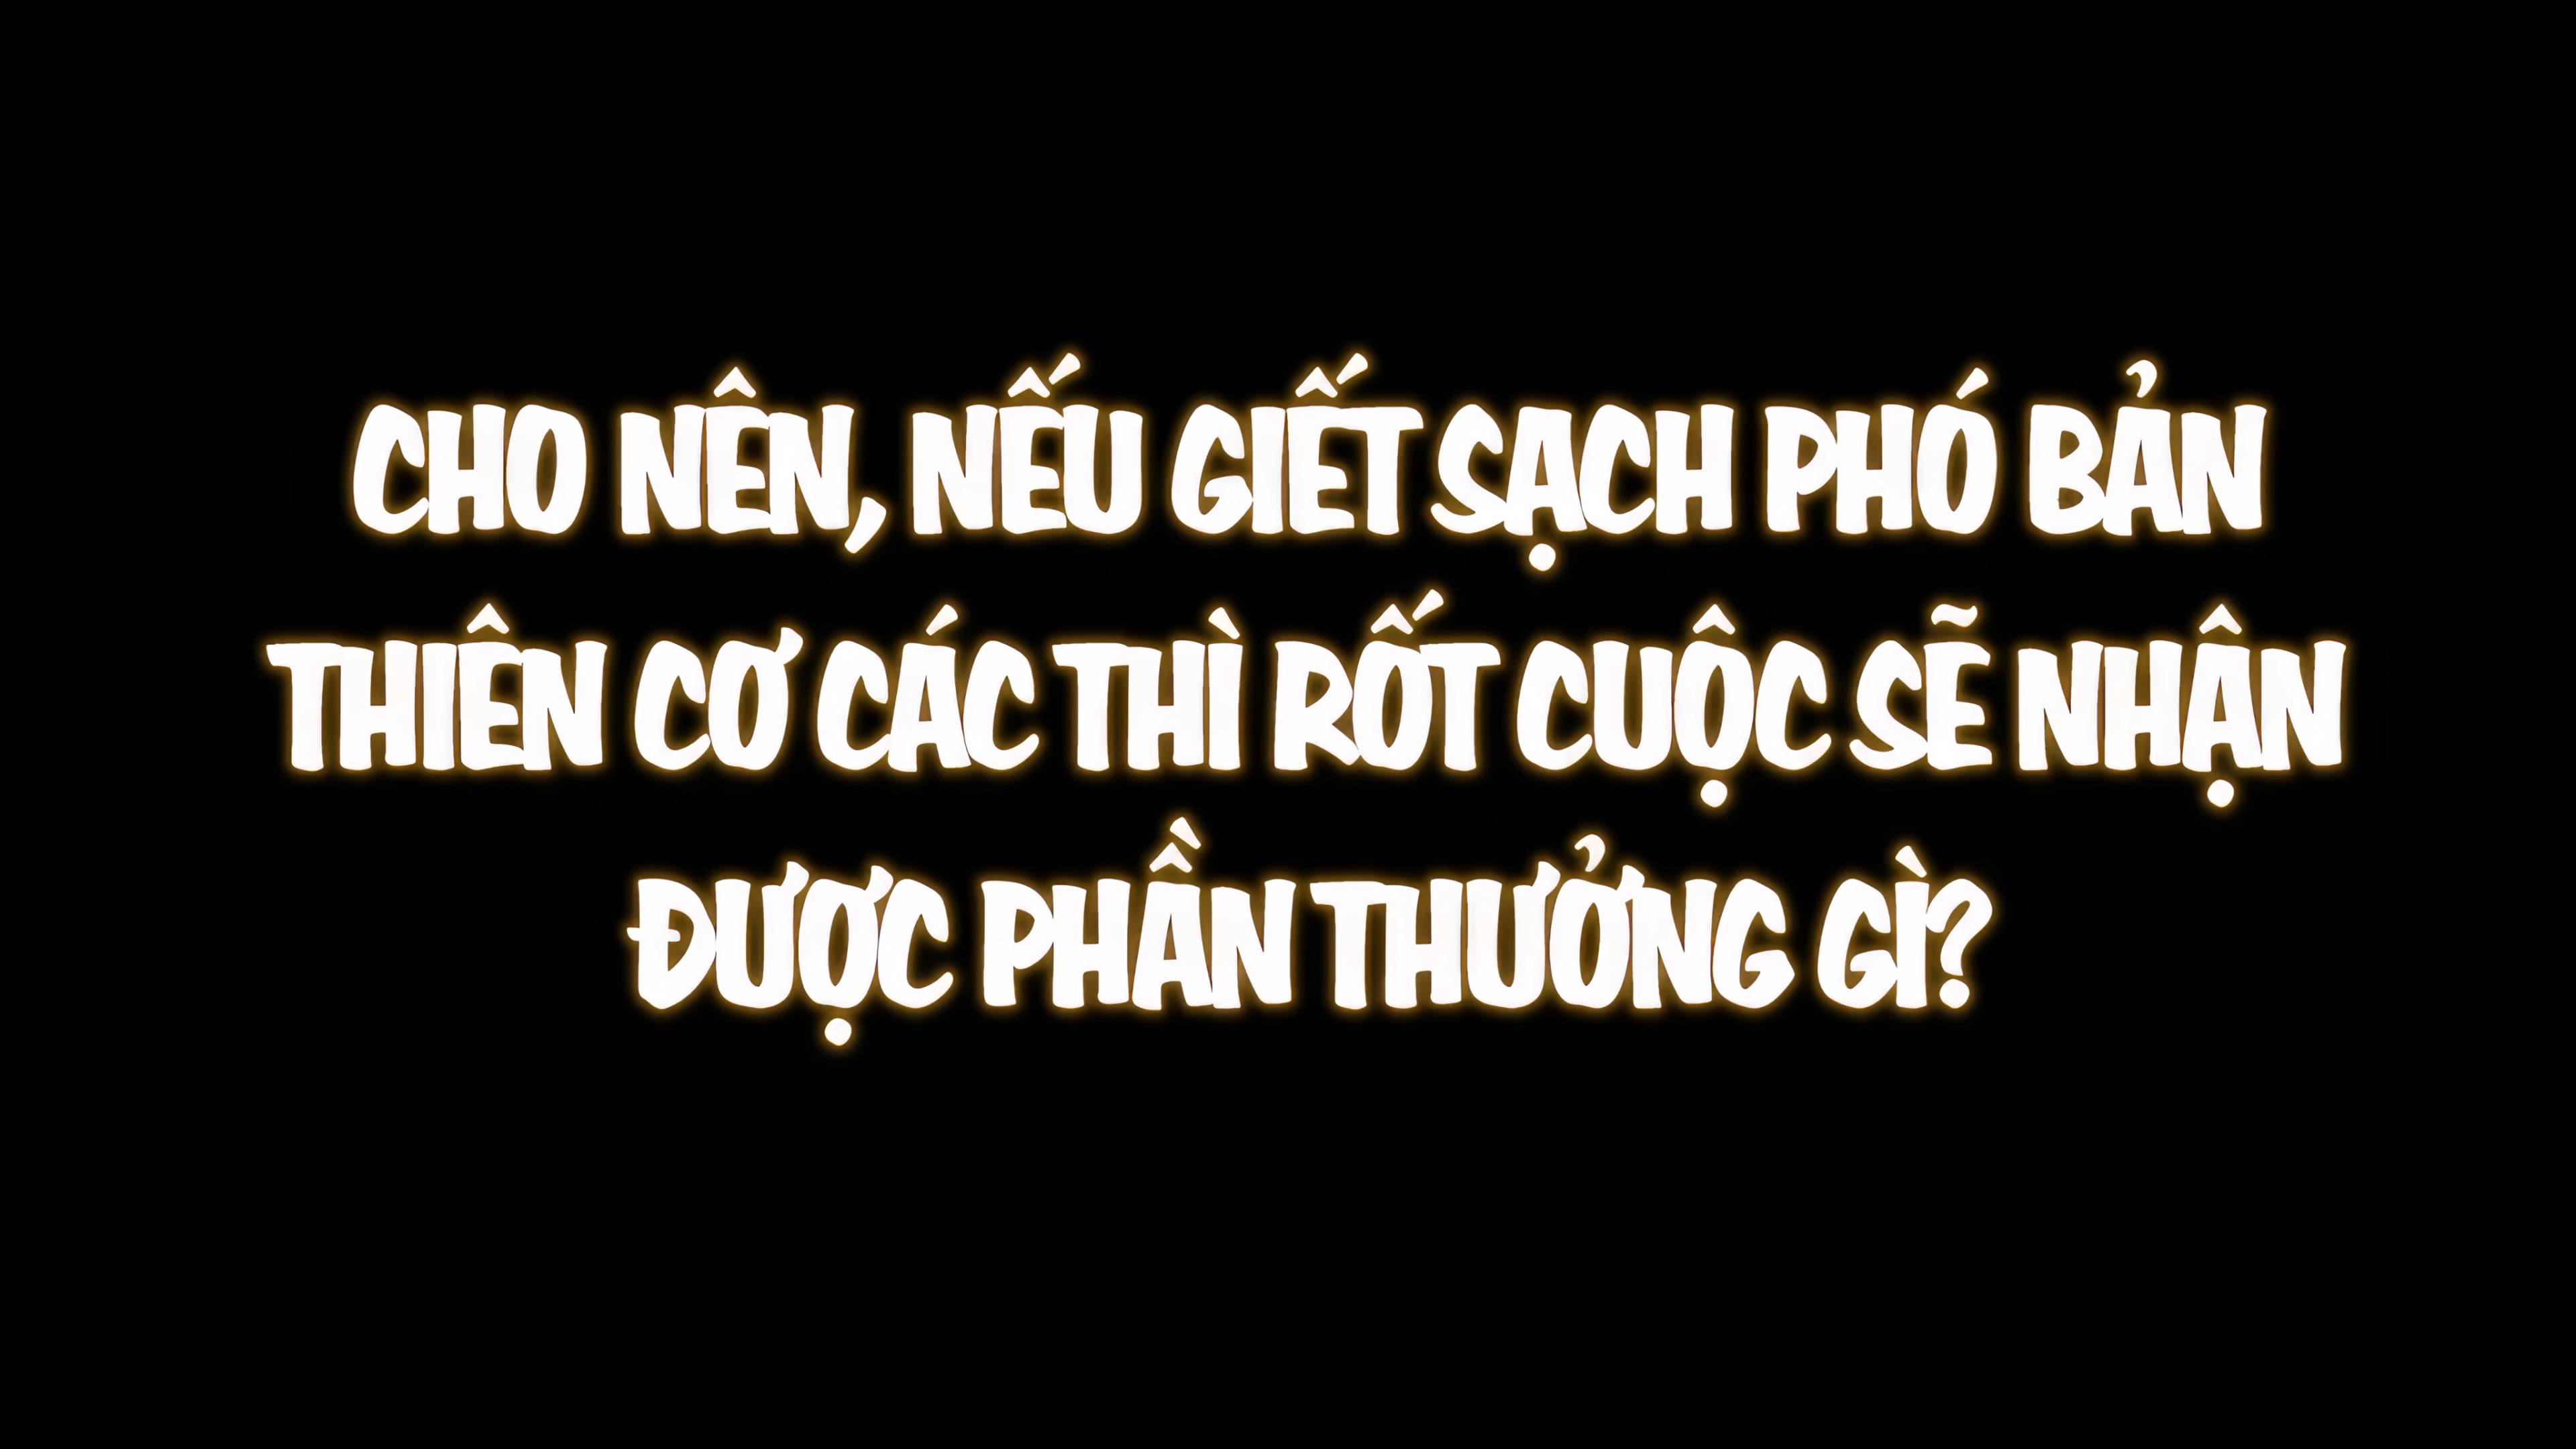 CHO NÊN, NẾU GIẾT SẠCH PHÓ BẢN
THIÊN CƠ CÁC THÌ RỐT CUỘC SẼ NHẬN
ĐƯỢC PHẦN THƯỞNG GÌ?